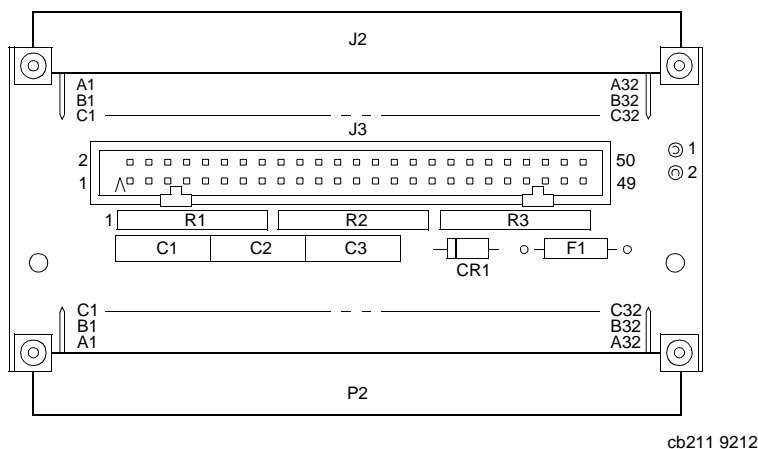 J2
A1 A32
B1 B32
C1 C32
J3
1
2 50
2
1 49
1 R1 R2 R3
C1 C2 C3 F1
CR1
C1 C32
B1 B32
A1 A32
P2
cb211 9212